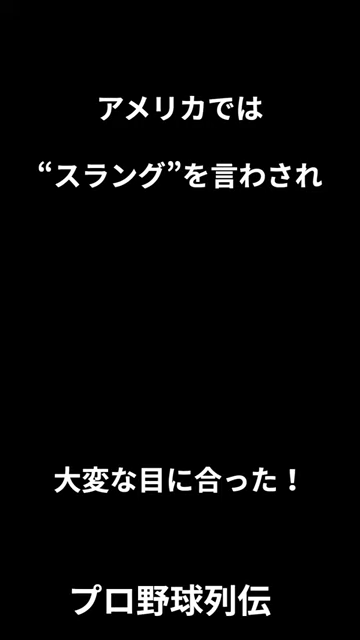 アメリカでは
“スラング”を言わされ
大変な目に合った！
プロ野球列伝